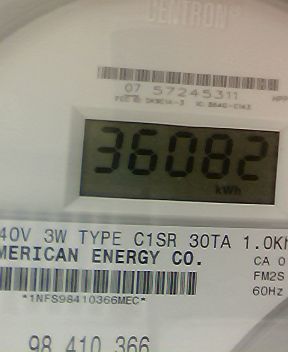 CENTRON®
07 57245311
36082
kWh
40V 3W TYPE C1SR 30TA 1.0Kh
MERICAN ENERGY CO.
CA 0
FM2S
60Hz
*1NFS98410366MEC*
98 410 366